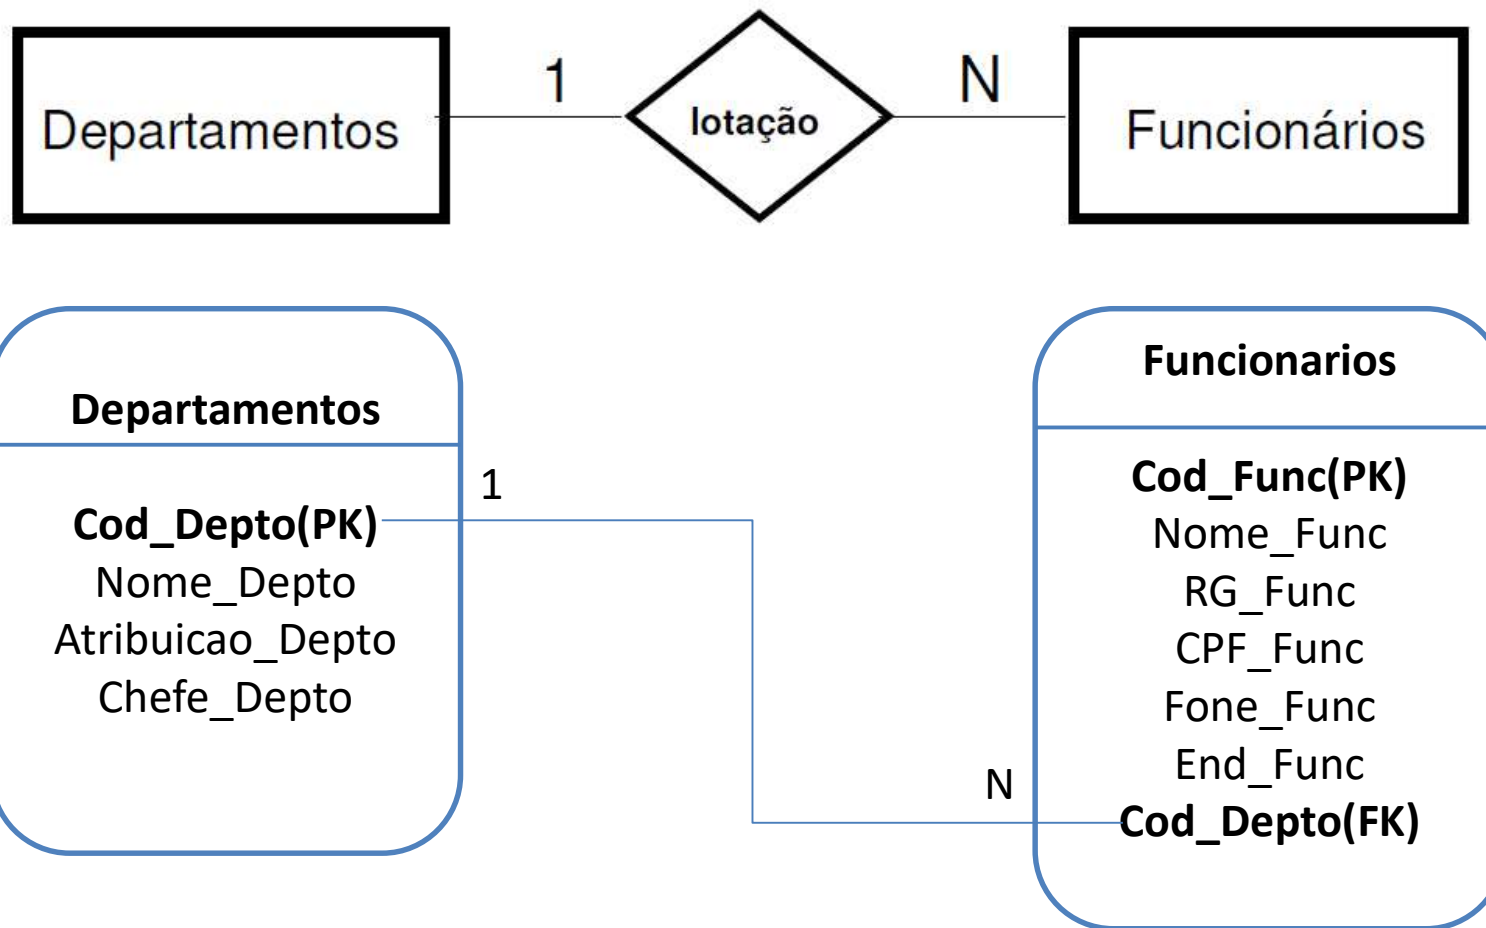 Departamentos
1
lotação
N
Funcionários
Departamentos
Cod_Depto(PK)
Nome_Depto
Atribuicao_Depto
Chefe_Depto
1
N
Funcionarios
Cod_Func(PK)
Nome_Func
RG_Func
CPF_Func
Fone_Func
End_Func
Cod_Depto(FK)